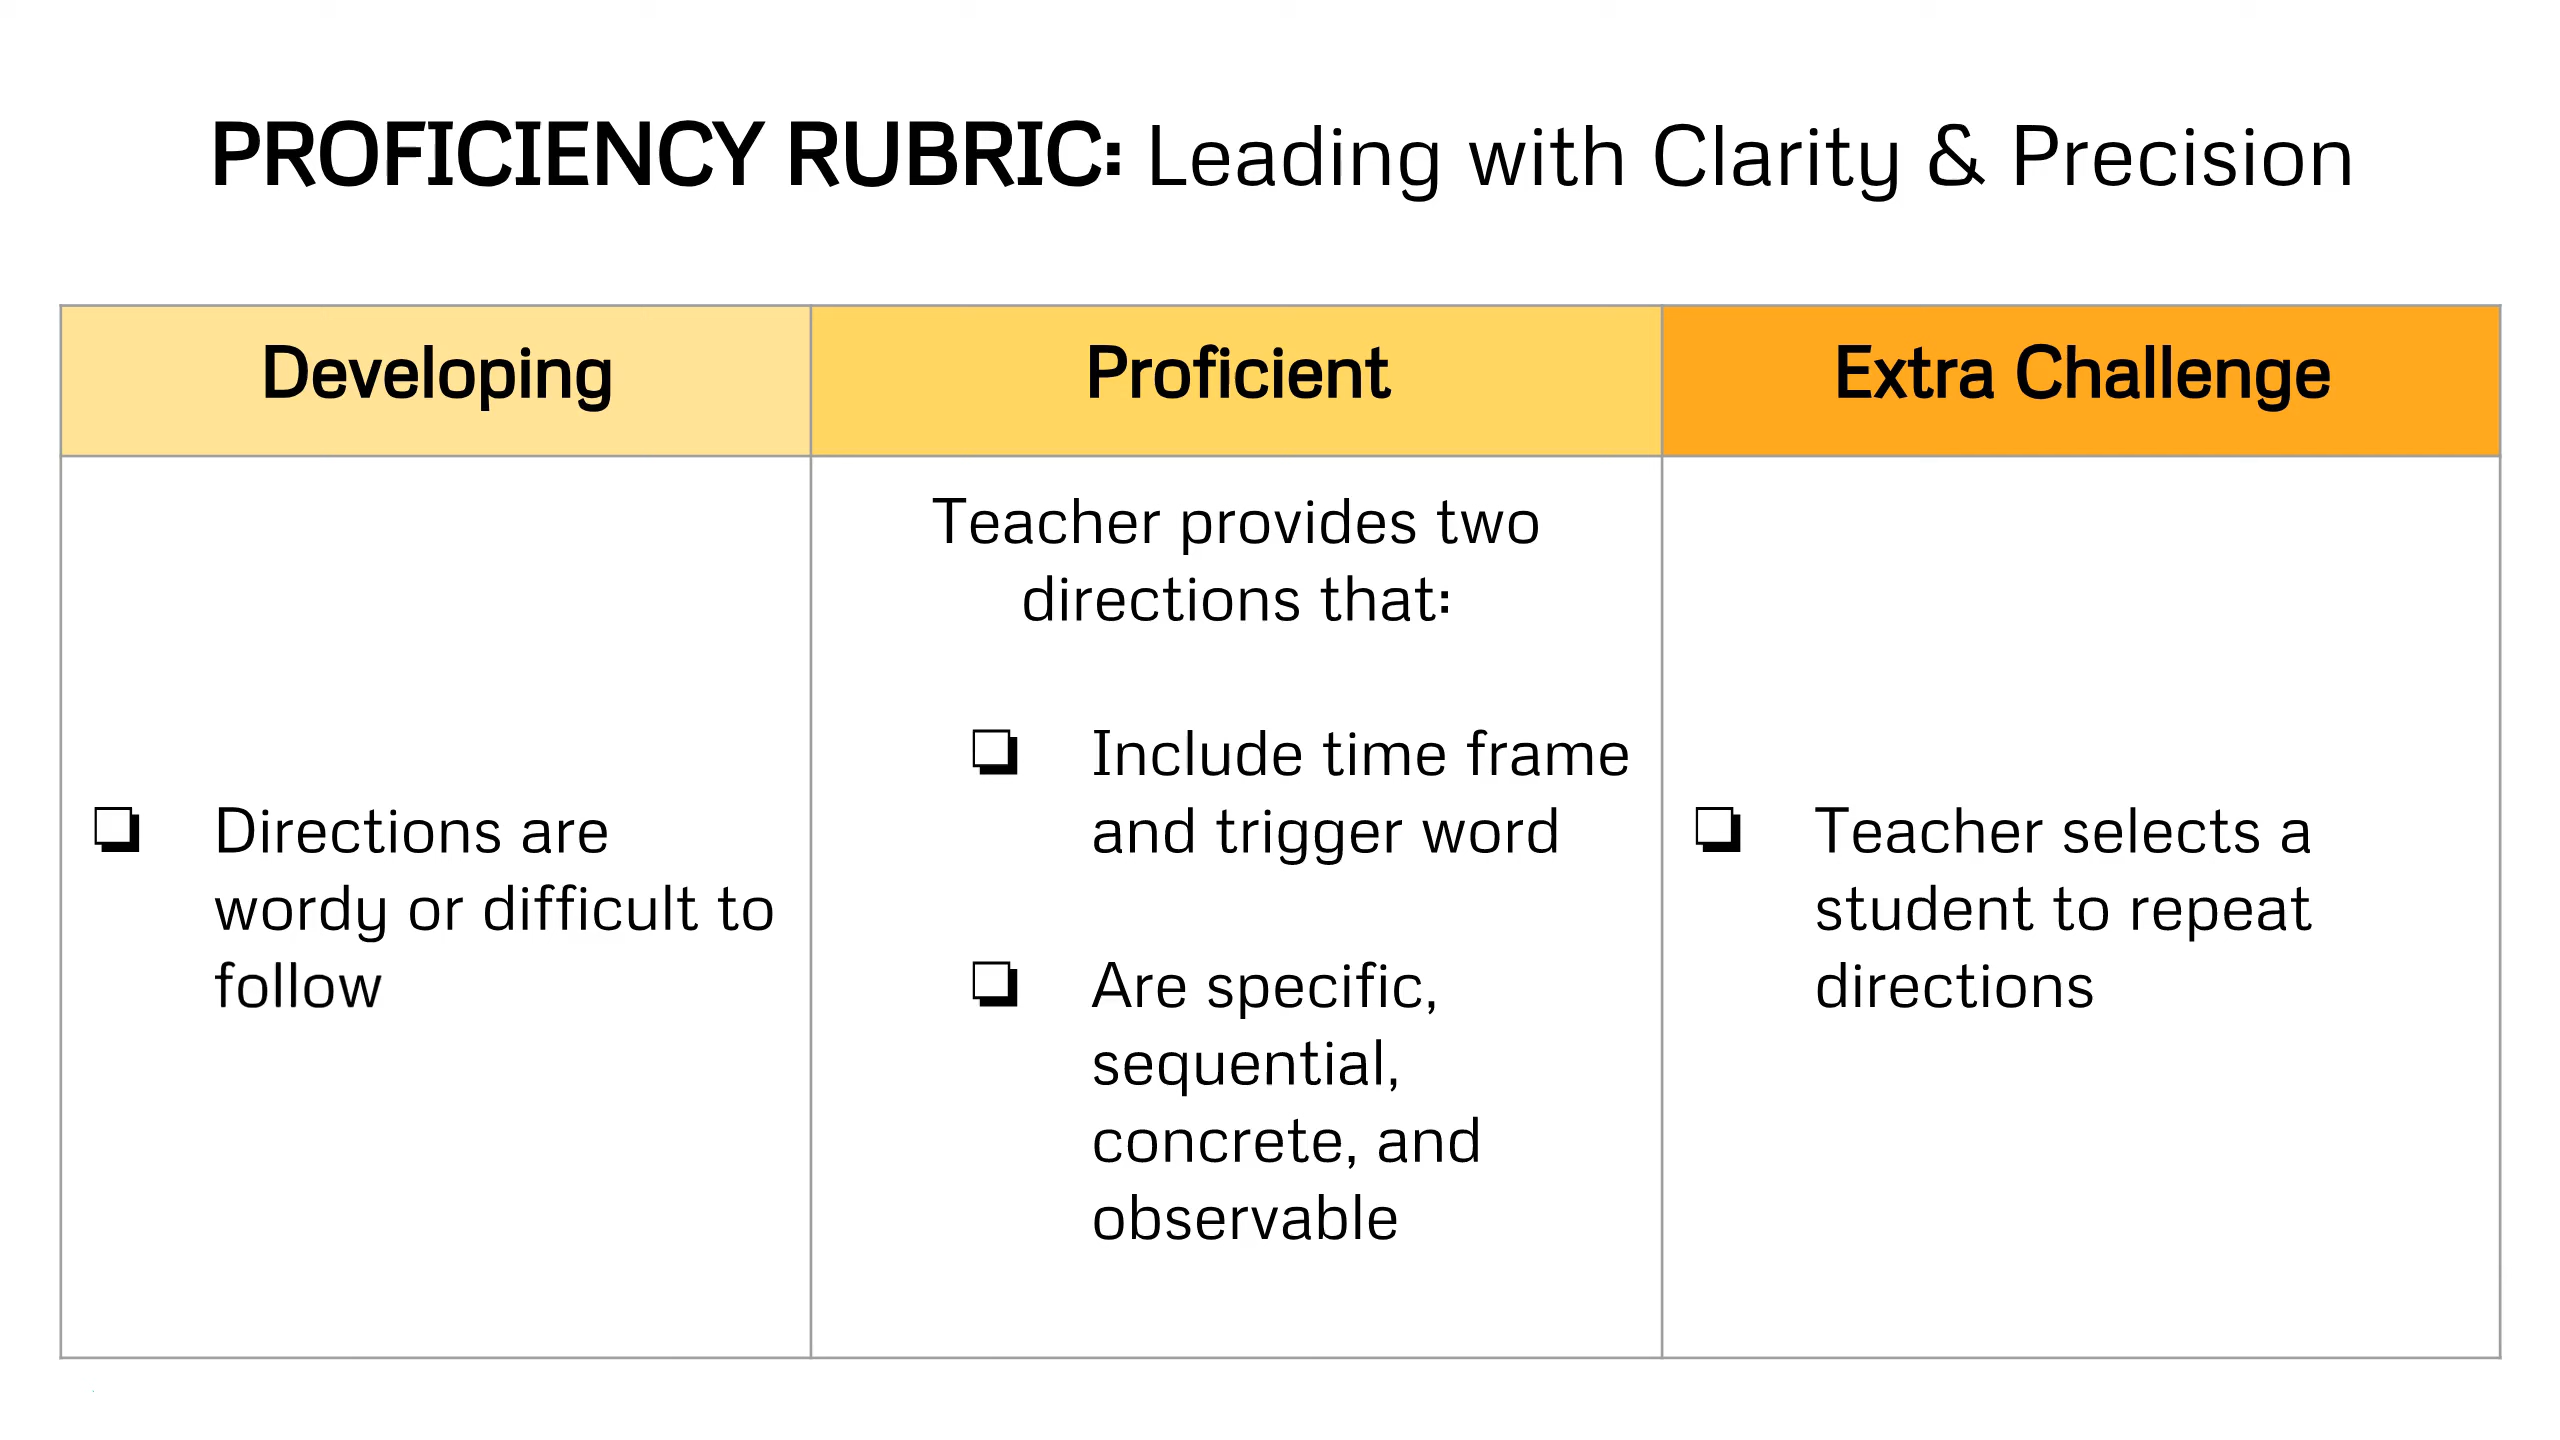 PROFICIENCY RUBRIC: Leading with Clarity & Precision
Developing
Proficient
Extra Challenge
❏ Directions are
wordy or difficult to
follow
Teacher provides two
directions that:
❏ Include time frame
and trigger word
❏ Are specific,
sequential,
concrete, and
observable
❏ Teacher selects a
student to repeat
directions